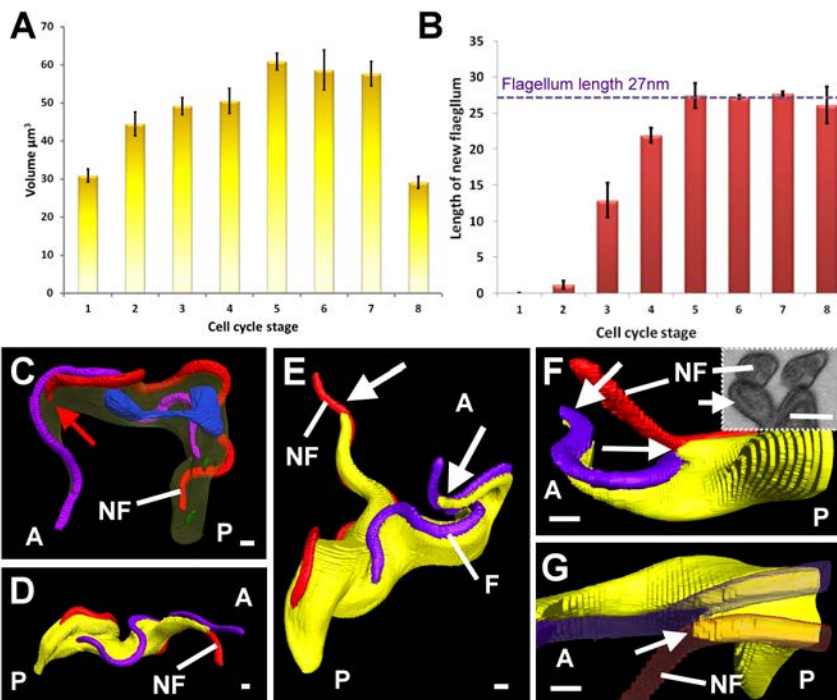 A
70
60
50
40
30
20
10
0
Volume µm³
1 2 3 4 5 6 7 8
Cell cycle stage
B
35
30
25
20
15
10
5
0
Length of new flaegllum
Flagellum length 27nm
1 2 3 4 5 6 7 8
Cell cycle stage
C
NF
A
P
D
A
P
NF
E
A
NF
F
P
F
NF
A
P
G
A
NF
P